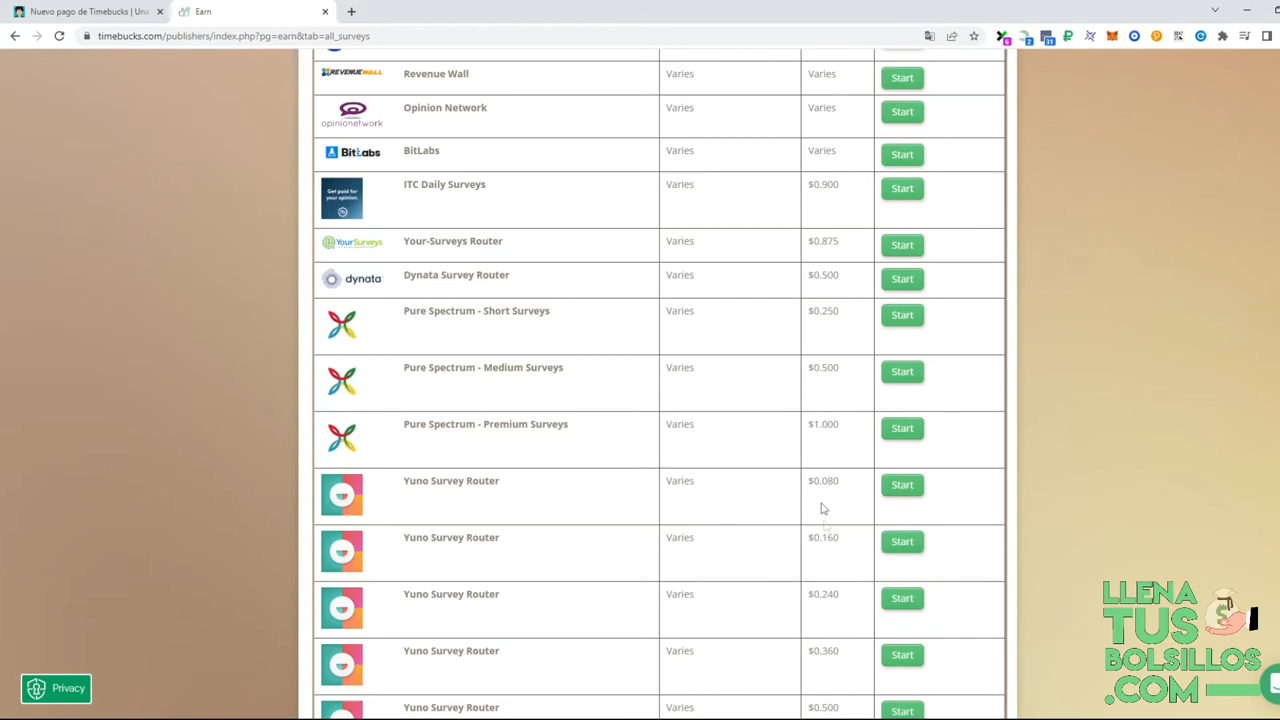 Nuevo pago de Timebucks | Una
Earn
timebucks.com/publishers/index.php?pg=earn&tab=all_surveys
6
2
31
REVENUEWALL Revenue Wall Varies Varies Start
opinionetwork Opinion Network Varies Varies Start
BitLabs BitLabs Varies Varies Start
Get paid for your opinion. ITC Daily Surveys Varies $0.900 Start
YourSurveys Your-Surveys Router Varies $0.875 Start
dynata Dynata Survey Router Varies $0.500 Start
Pure Spectrum - Short Surveys Varies $0.250 Start
Pure Spectrum - Medium Surveys Varies $0.500 Start
Pure Spectrum - Premium Surveys Varies $1.000 Start
Yuno Survey Router Varies $0.080 Start
Yuno Survey Router Varies $0.160 Start
Yuno Survey Router Varies $0.240 Start
Yuno Survey Router Varies $0.360 Start
Yuno Survey Router Varies $0.500 Start
Privacy
LLENA
TUS
BOLSILLOS
.COM